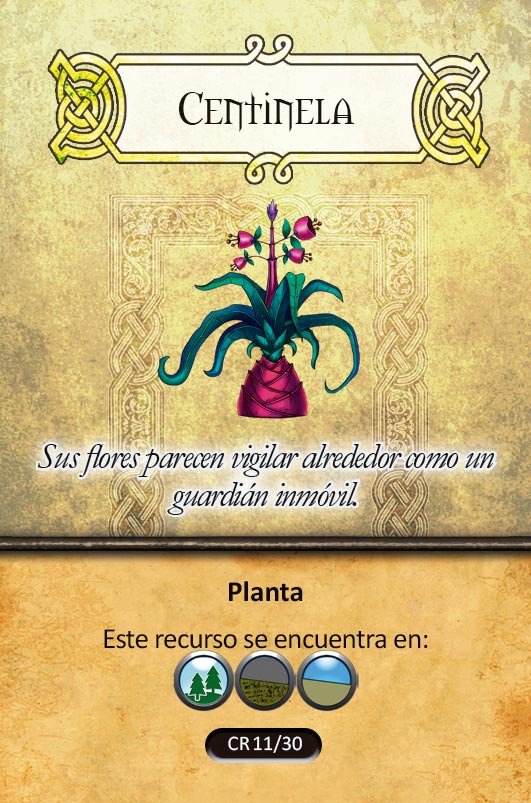 Centinela
Sus flores parecen vigilar alrededor como un
guardián inmóvil.
Planta
Este recurso se encuentra en:
CR 11/30